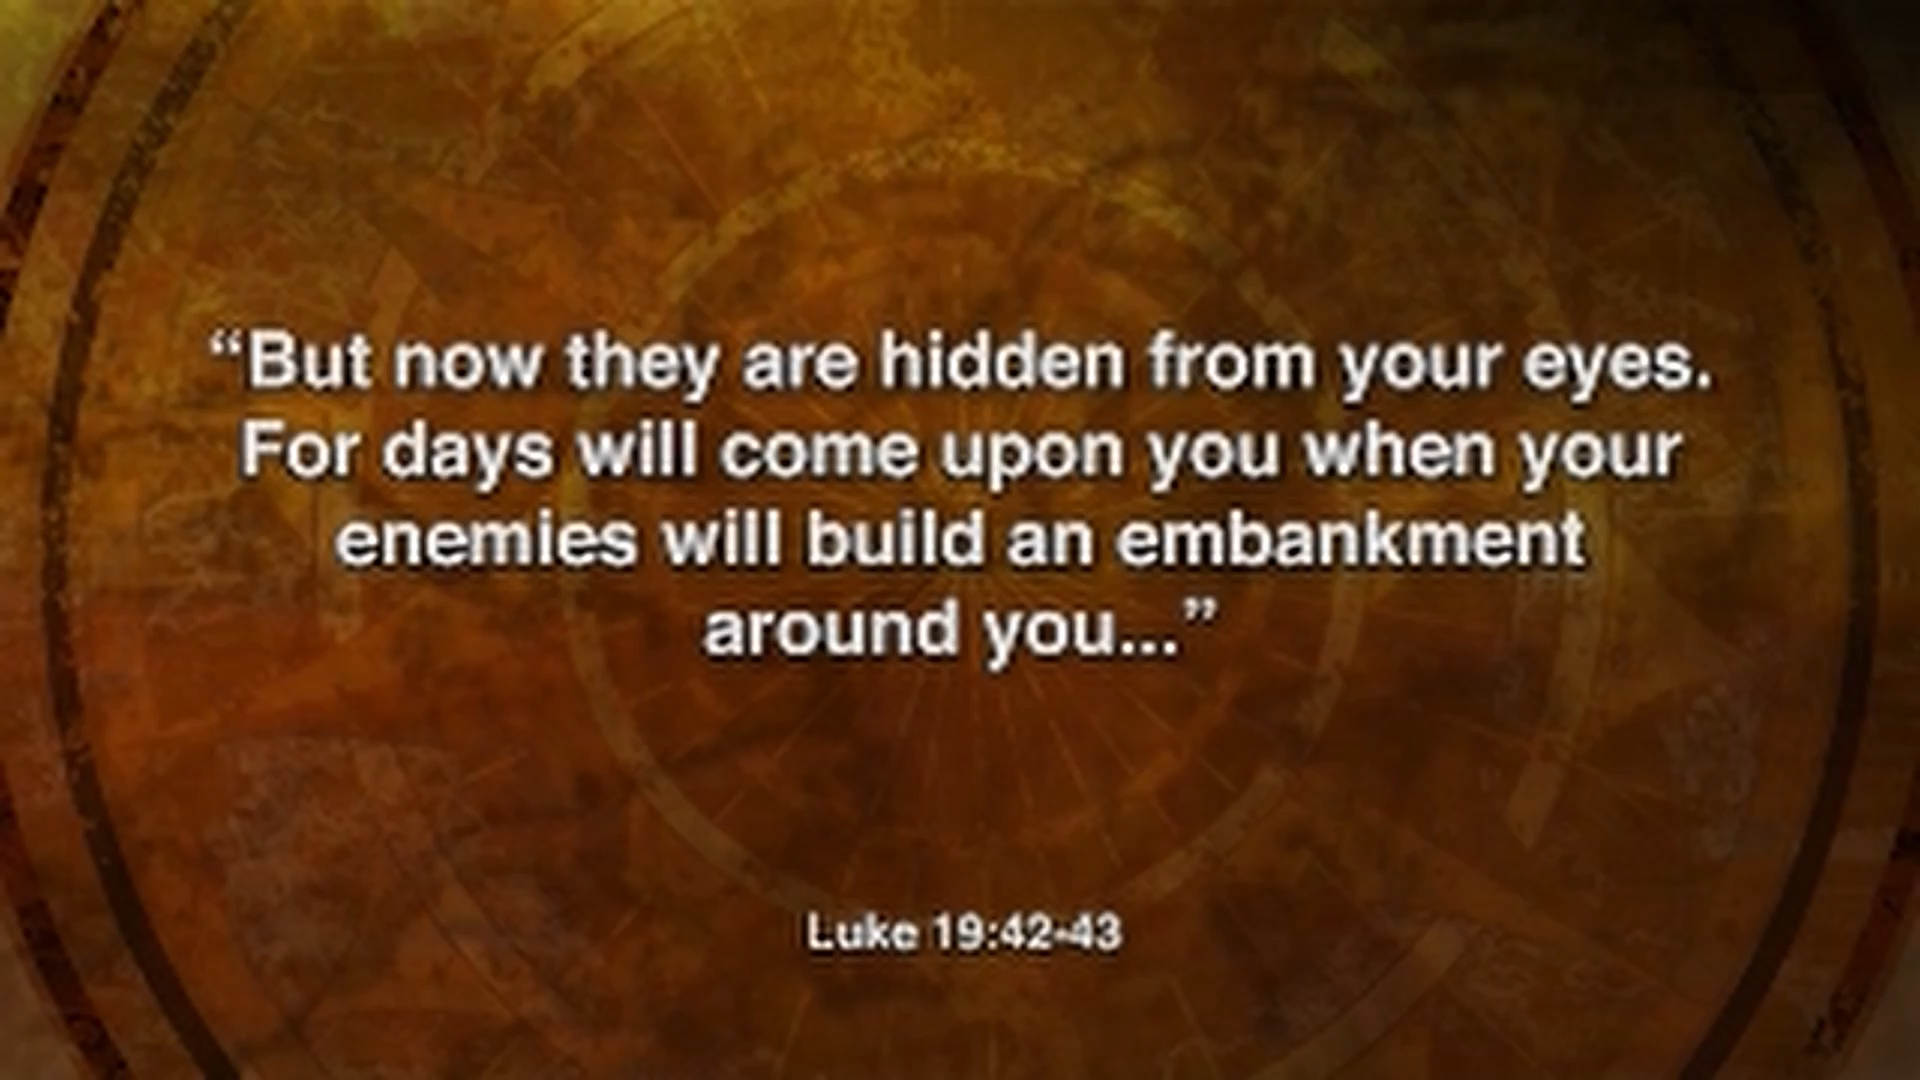 “But now they are hidden from your eyes.
For days will come upon you when your
enemies will build an embankment
around you...”
Luke 19:42-43